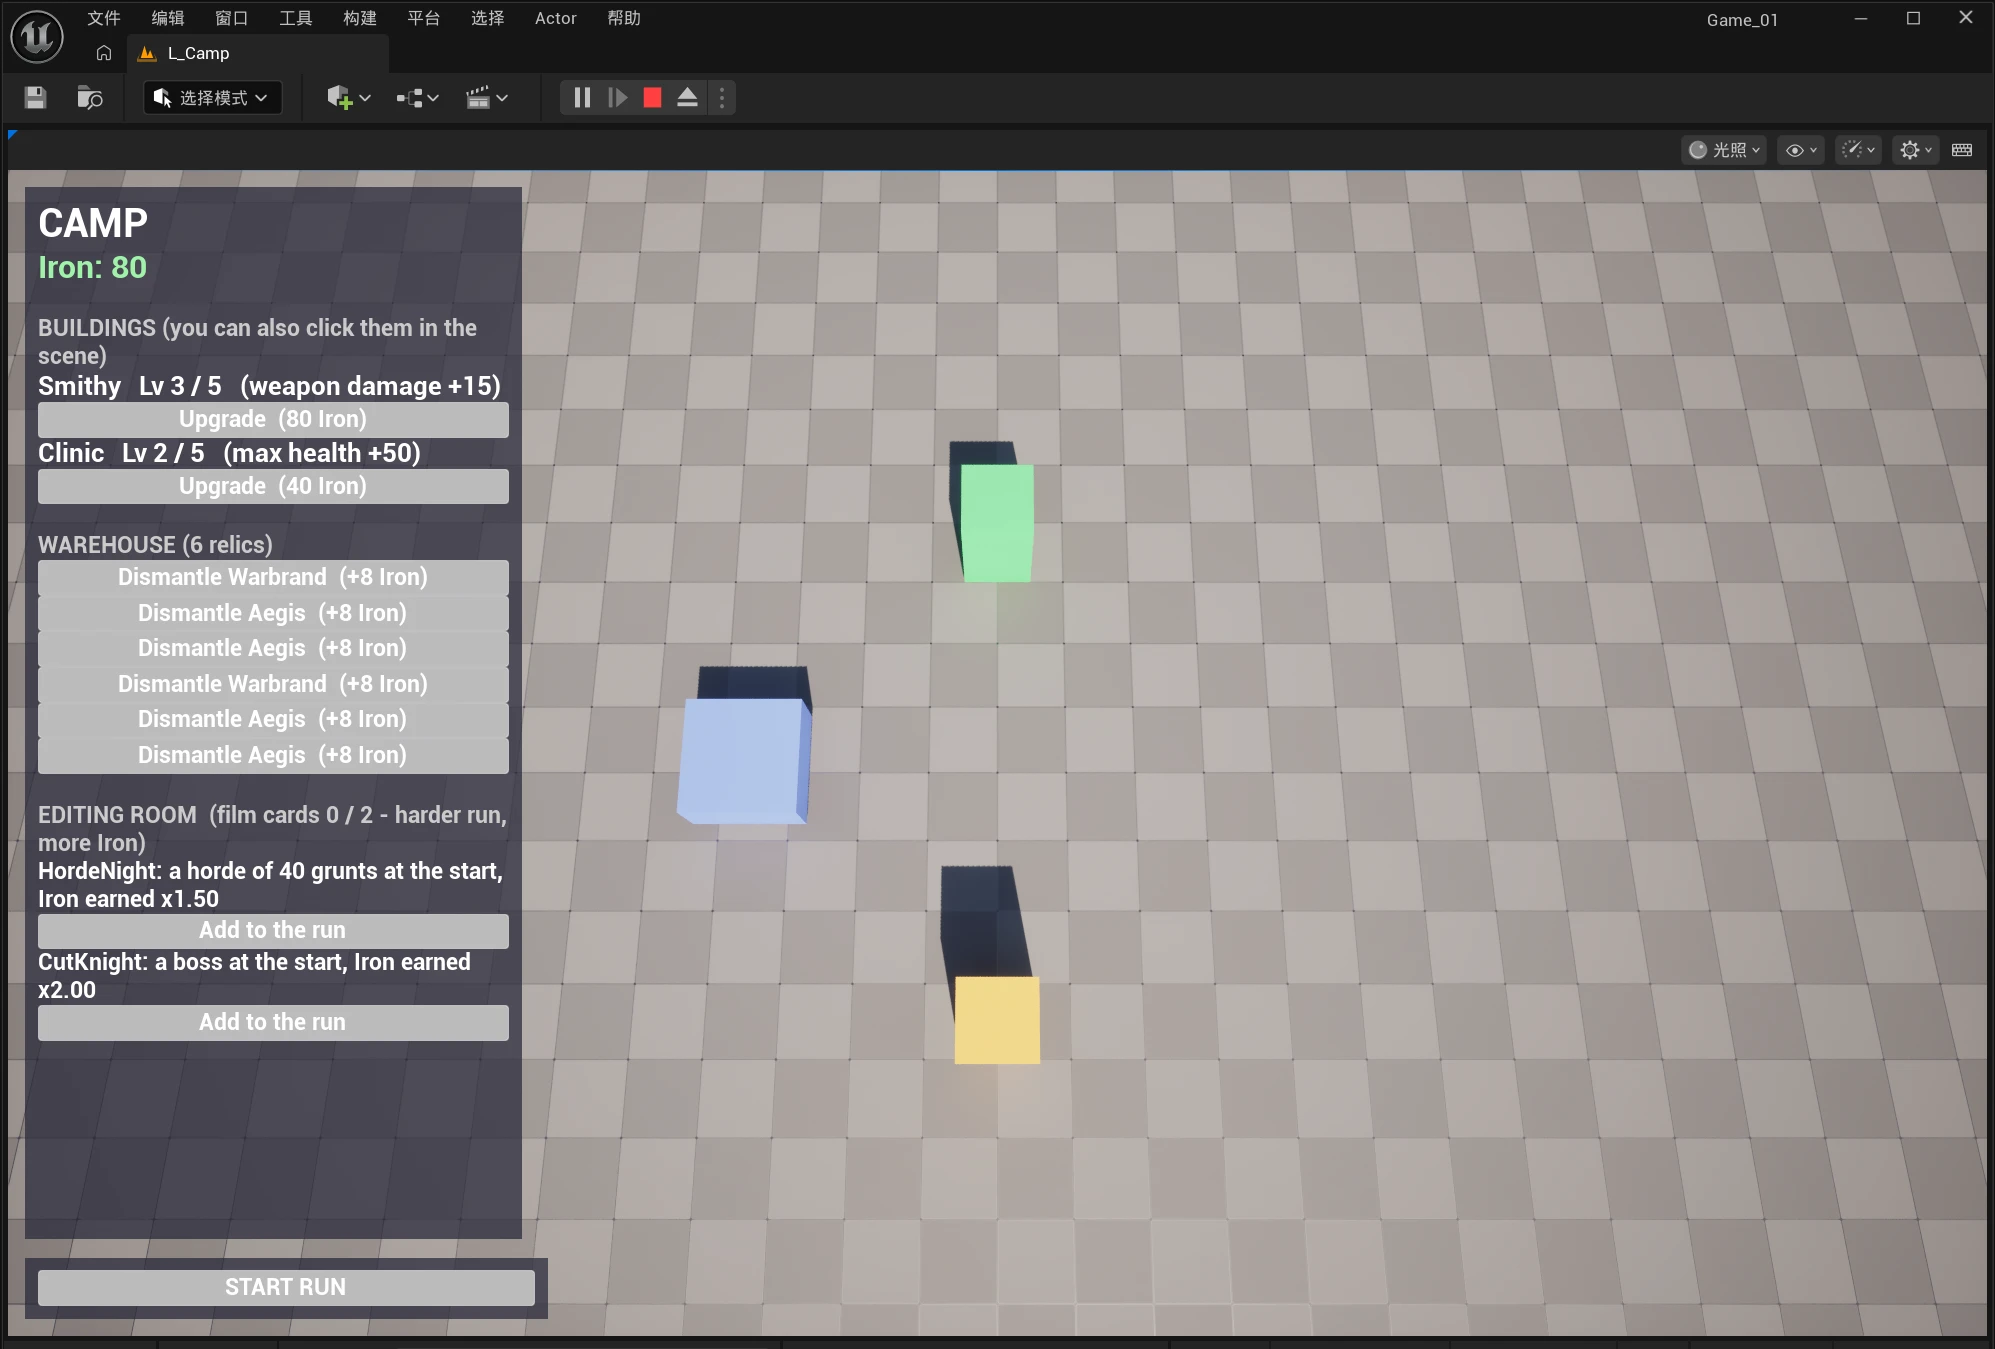 文件 编辑 窗口 工具 构建 平台 选择 Actor 帮助
Game_01
L_Camp
选择模式
光照
CAMP
Iron: 80
BUILDINGS (you can also click them in the
scene)
Smithy Lv 3 / 5 (weapon damage +15)
Upgrade (80 Iron)
Clinic Lv 2 / 5 (max health +50)
Upgrade (40 Iron)
WAREHOUSE (6 relics)
Dismantle Warbrand (+8 Iron)
Dismantle Aegis (+8 Iron)
Dismantle Aegis (+8 Iron)
Dismantle Warbrand (+8 Iron)
Dismantle Aegis (+8 Iron)
Dismantle Aegis (+8 Iron)
EDITING ROOM (film cards 0 / 2 - harder run,
more Iron)
HordeNight: a horde of 40 grunts at the start,
Iron earned x1.50
Add to the run
CutKnight: a boss at the start, Iron earned
x2.00
Add to the run
START RUN